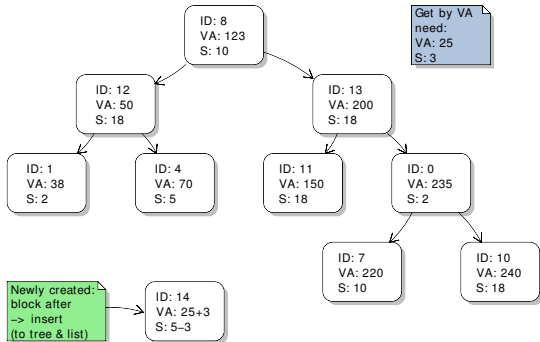 ID: 8
VA: 123
S: 10
Get by VA
need:
VA: 25
S: 3
ID: 12
VA: 50
S: 18
ID: 13
VA: 200
S: 18
ID: 1
VA: 38
S: 2
ID: 4
VA: 70
S: 5
ID: 11
VA: 150
S: 18
ID: 0
VA: 235
S: 2
ID: 7
VA: 220
S: 10
ID: 10
VA: 240
S: 18
Newly created:
block after
−> insert
(to tree & list)
ID: 14
VA: 25+3
S: 5−3